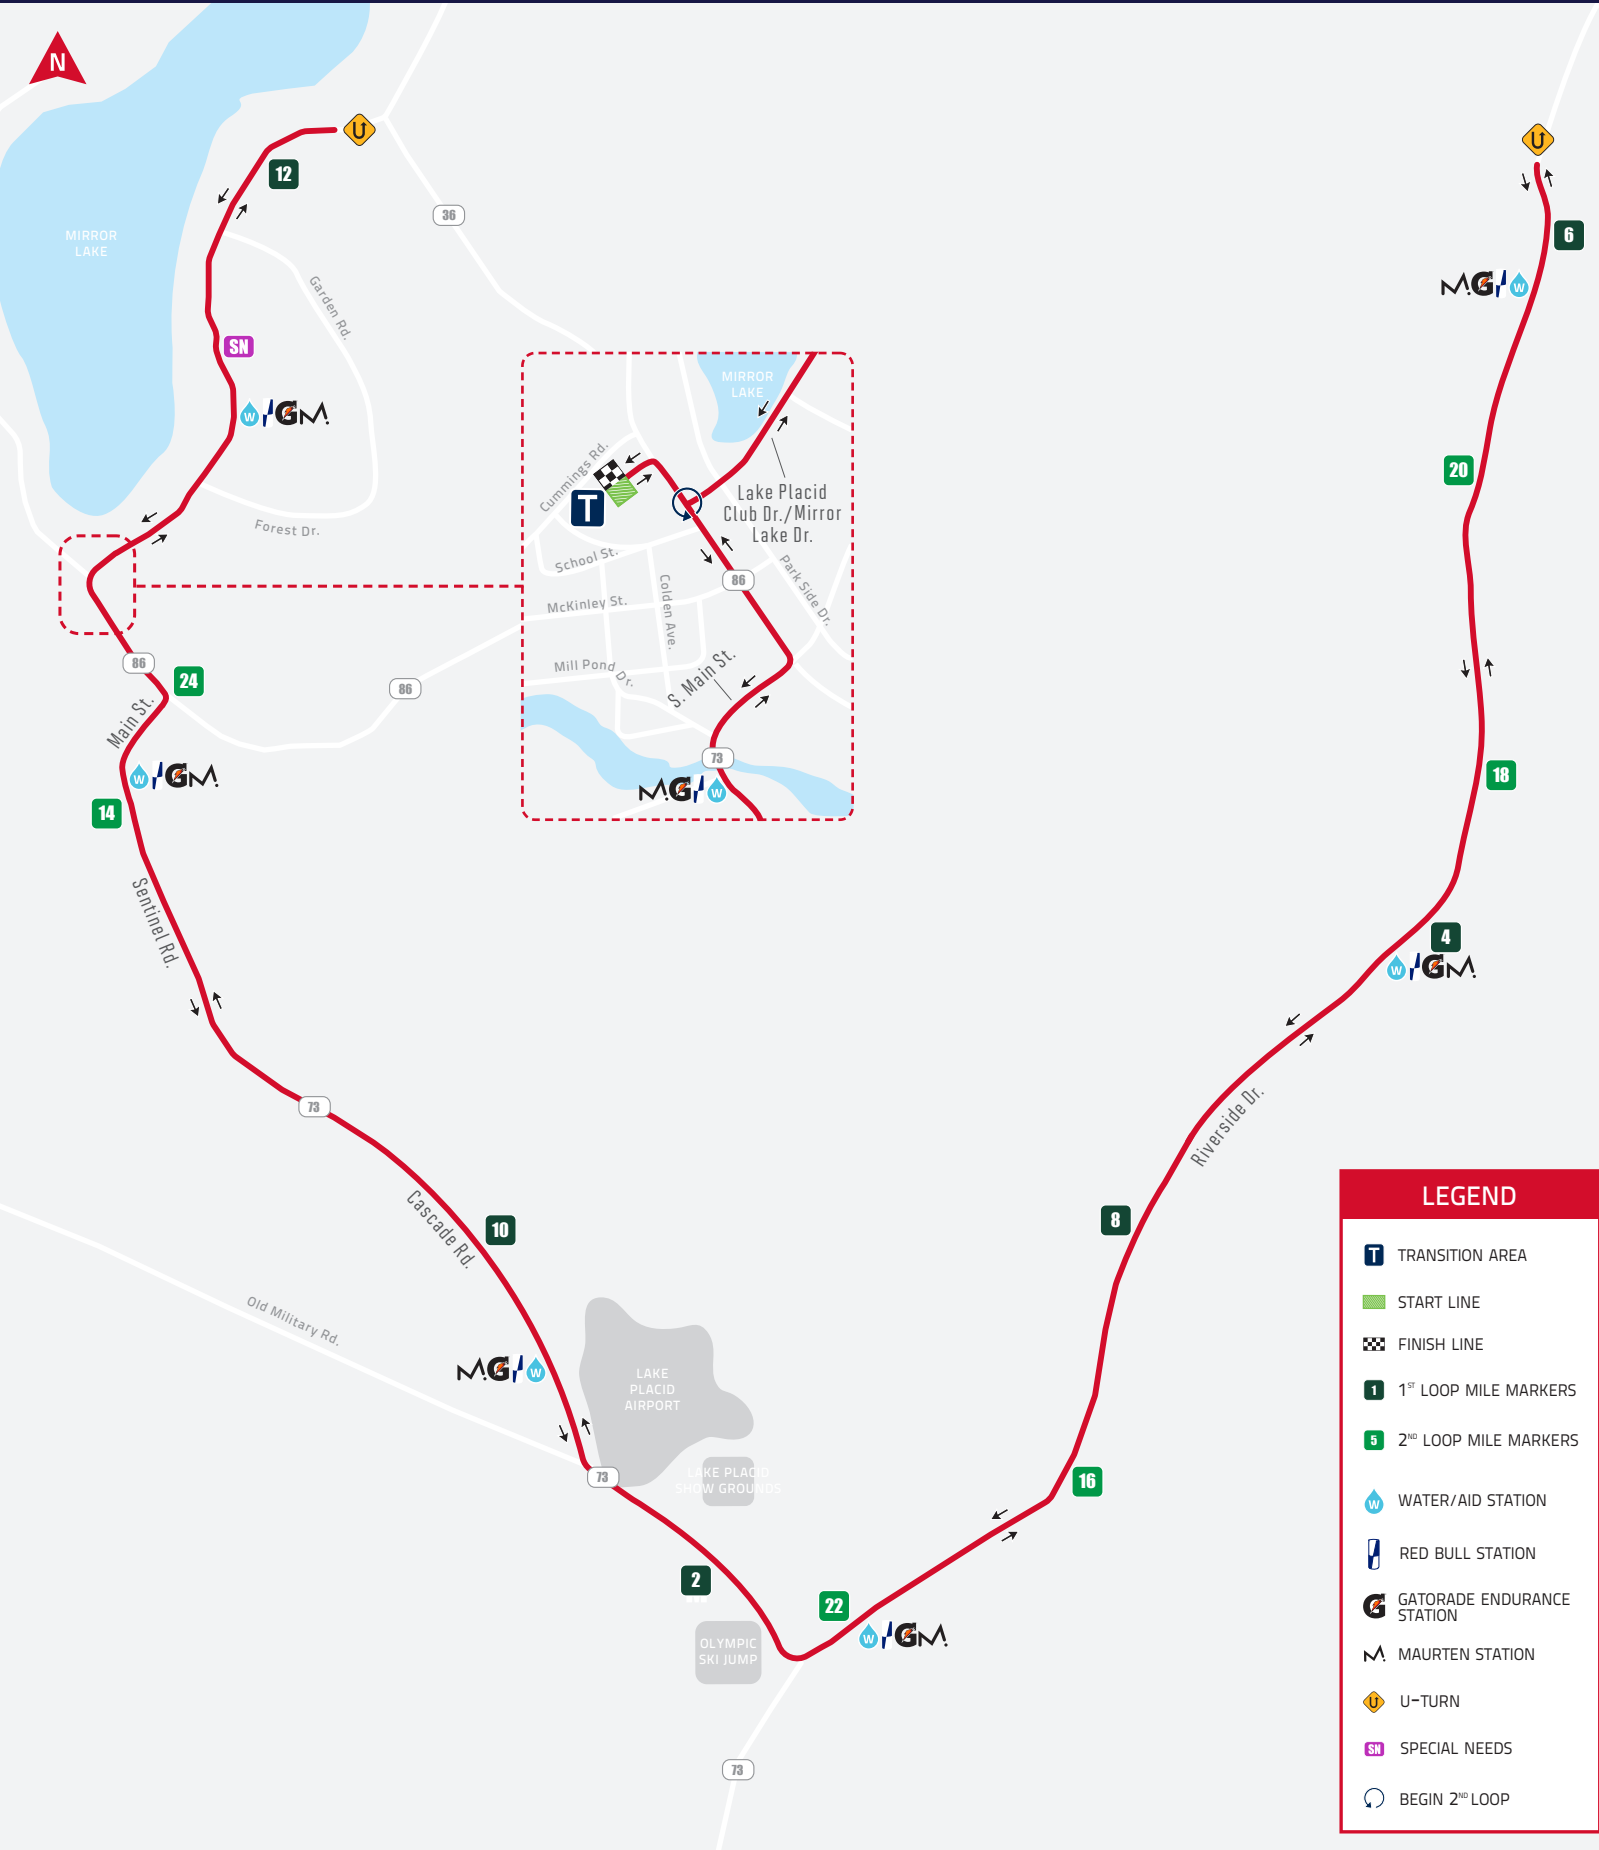 N
12
36
6
MIRROR
LAKE
Garden Rd.
M.G W
SN
W GM.
MIRROR
LAKE
Cummings Rd.
20
T
Lake Placid
Club Dr./Mirror
Lake Dr.
Forest Dr.
School St.
86
Park Side Dr.
McKinley St.
Colden Ave.
86
24
86
Mill Pond Dr.
S. Main St.
Main St.
73
W GM.
M.G W
18
14
Sentinel Rd.
4
W GM.
73
Riverside Dr.
Cascade Rd.
10
8
Old Military Rd.
M.G W
LAKE
PLACID
AIRPORT
73
LAKE PLACID
SHOW GROUNDS
16
2
22
W GM.
OLYMPIC
SKI JUMP
73
LEGEND
T TRANSITION AREA
START LINE
FINISH LINE
1 1ST LOOP MILE MARKERS
5 2ND LOOP MILE MARKERS
W WATER/AID STATION
RED BULL STATION
G GATORADE ENDURANCE
STATION
M. MAURTEN STATION
U-TURN
SN SPECIAL NEEDS
BEGIN 2ND LOOP